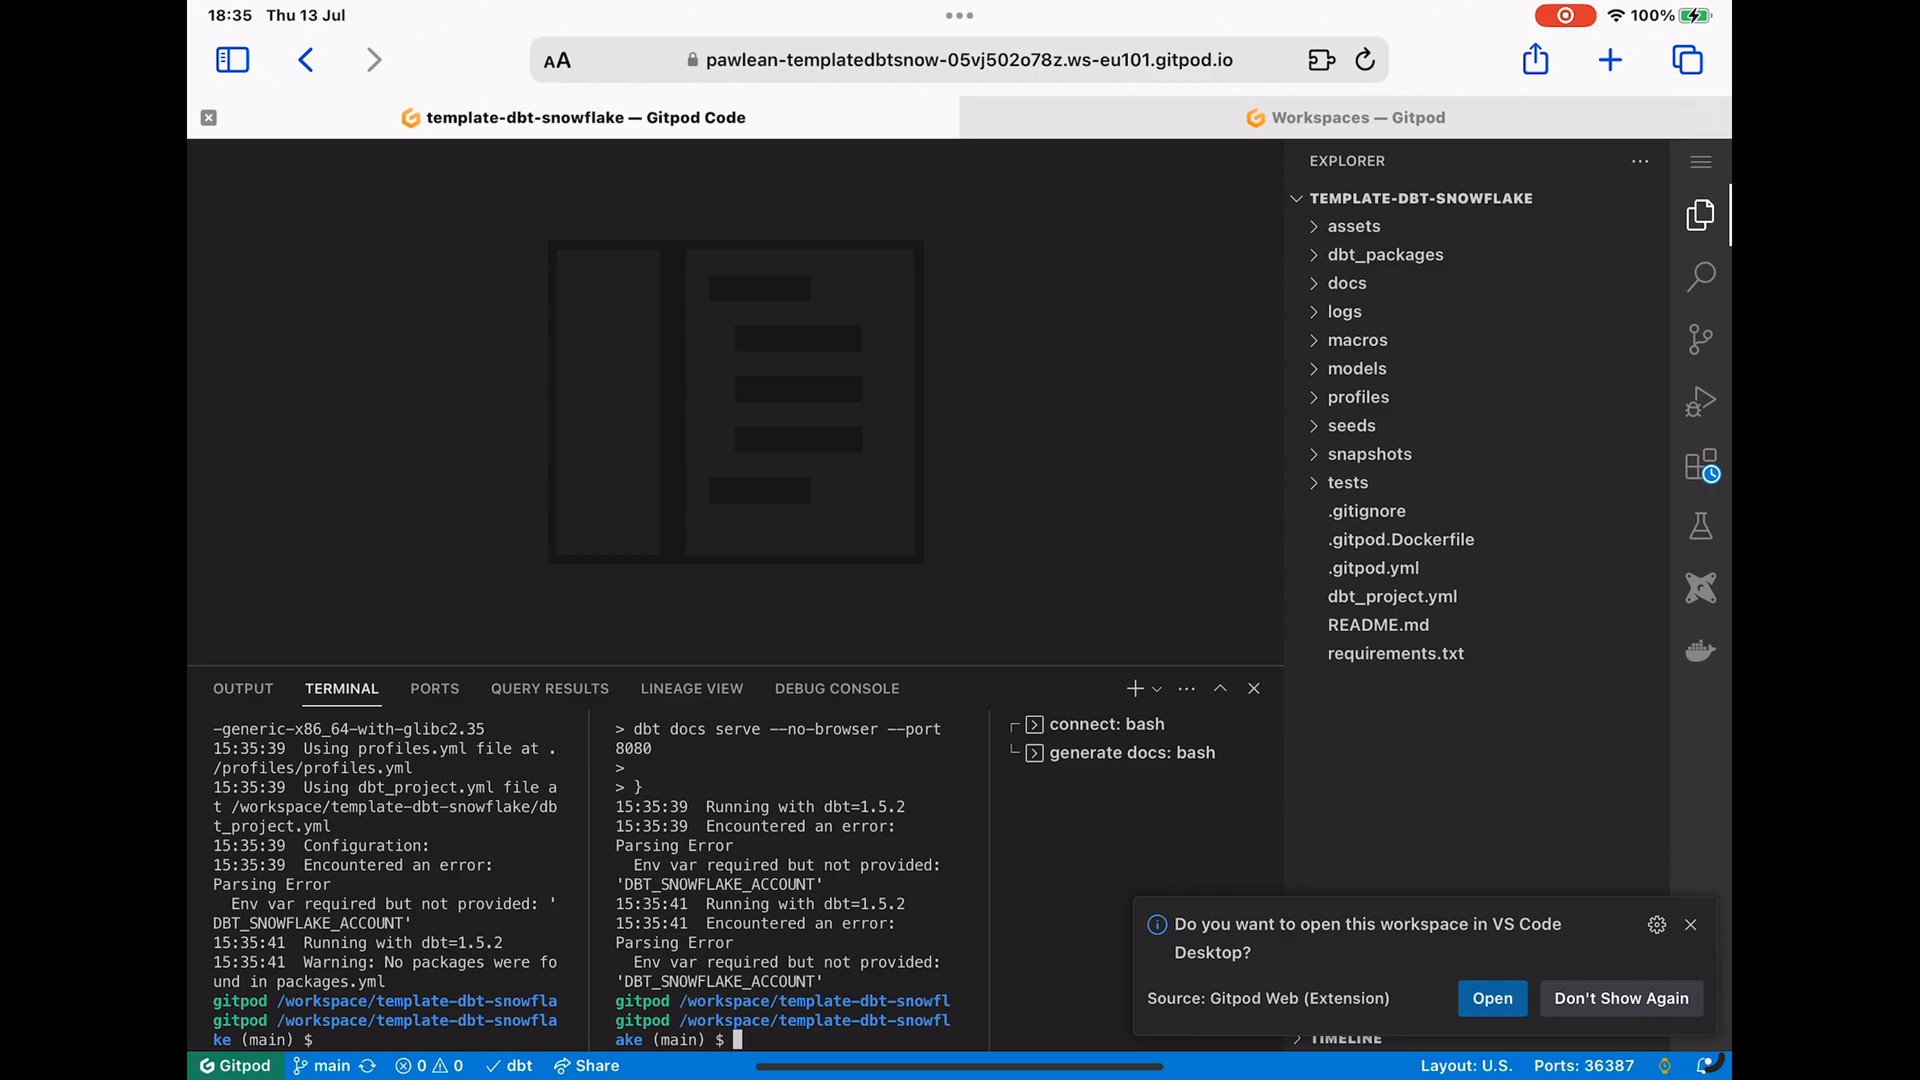 18:35 Thu 13 Jul
100%
AA
pawlean-templatedbtsnow-05vj502o78z.ws-eu101.gitpod.io
template-dbt-snowflake — Gitpod Code
Workspaces — Gitpod
EXPLORER
TEMPLATE-DBT-SNOWFLAKE
assets
dbt_packages
docs
logs
macros
models
profiles
seeds
snapshots
tests
.gitignore
.gitpod.Dockerfile
.gitpod.yml
dbt_project.yml
README.md
requirements.txt
OUTPUT
TERMINAL
PORTS
QUERY RESULTS
LINEAGE VIEW
DEBUG CONSOLE
-generic-x86_64-with-glibc2.35
15:35:39  Using profiles.yml file at .
/profiles/profiles.yml
15:35:39  Using dbt_project.yml file a
t /workspace/template-dbt-snowflake/db
t_project.yml
15:35:39  Configuration:
15:35:39  Encountered an error:
Parsing Error
  Env var required but not provided: '
DBT_SNOWFLAKE_ACCOUNT'
15:35:41  Running with dbt=1.5.2
15:35:41  Warning: No packages were fo
und in packages.yml
gitpod /workspace/template-dbt-snowfla
gitpod /workspace/template-dbt-snowfla
ke (main) $
> dbt docs serve --no-browser --port
8080
>
> }
15:35:39  Running with dbt=1.5.2
15:35:39  Encountered an error:
Parsing Error
  Env var required but not provided:
'DBT_SNOWFLAKE_ACCOUNT'
15:35:41  Running with dbt=1.5.2
15:35:41  Encountered an error:
Parsing Error
  Env var required but not provided:
'DBT_SNOWFLAKE_ACCOUNT'
gitpod /workspace/template-dbt-snowfl
gitpod /workspace/template-dbt-snowfl
ake (main) $
connect: bash
generate docs: bash
Do you want to open this workspace in VS Code
Desktop?
Source: Gitpod Web (Extension)
Open
Don't Show Again
TIMELINE
Gitpod
main
0
0
dbt
Share
Layout: U.S.
Ports: 36387